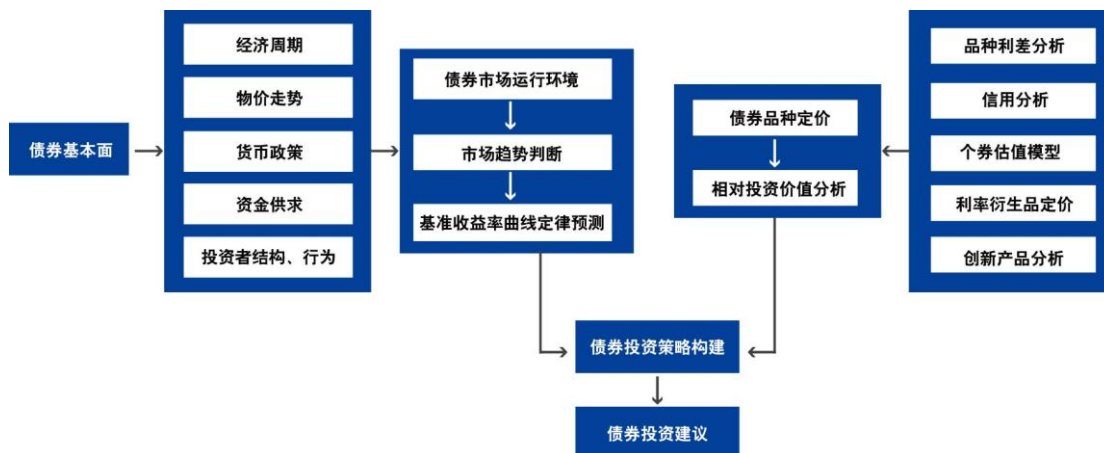 债券基本面
经济周期
物价走势
货币政策
资金供求
投资者结构、行为
债券市场运行环境
市场趋势判断
基准收益率曲线定律预测
债券品种定价
相对投资价值分析
品种利差分析
信用分析
个券估值模型
利率衍生品定价
创新产品分析
债券投资策略构建
债券投资建议